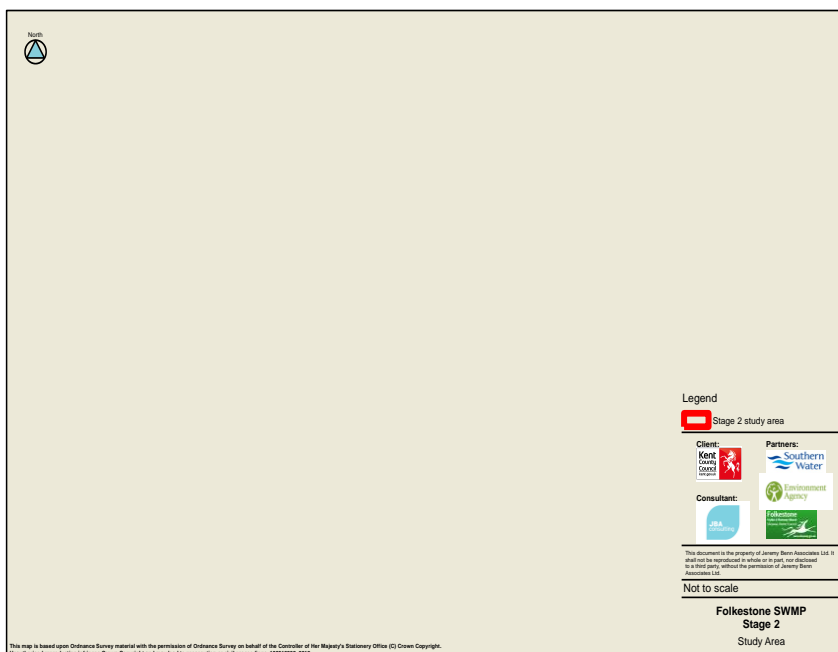 North
Legend
Stage 2 study area
Client:
Kent
County
Council
Partners:
Southern
Water
Environment
Agency
Consultant:
JBA
consulting
Folkestone
This document is the property of Jeremy Benn Associates Ltd. It
shall not be reproduced in whole or in part, nor disclosed
to a third party, without the permission of Jeremy Benn
Associates Ltd.
Not to scale
Folkestone SWMP
Stage 2
Study Area
This map is based upon Ordnance Survey material with the permission of Ordnance Survey on behalf of the Controller of Her Majesty's Stationery Office (C) Crown Copyright.